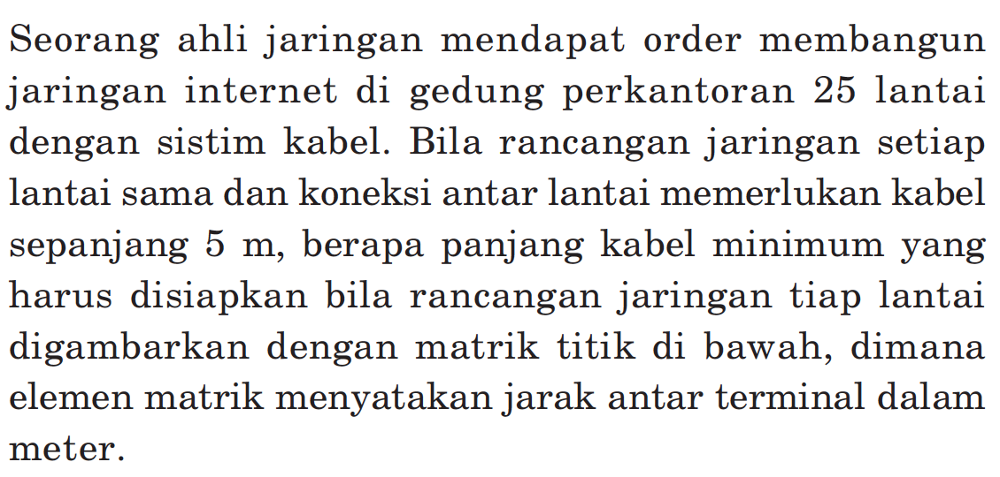 Seorang ahli jaringan mendapat order membangun
jaringan internet di gedung perkantoran 25 lantai
dengan sistim kabel. Bila rancangan jaringan setiap
lantai sama dan koneksi antar lantai memerlukan kabel
sepanjang 5 m, berapa panjang kabel minimum yang
harus disiapkan bila rancangan jaringan tiap lantai
digambarkan dengan matrik titik di bawah, dimana
elemen matrik menyatakan jarak antar terminal dalam
meter.